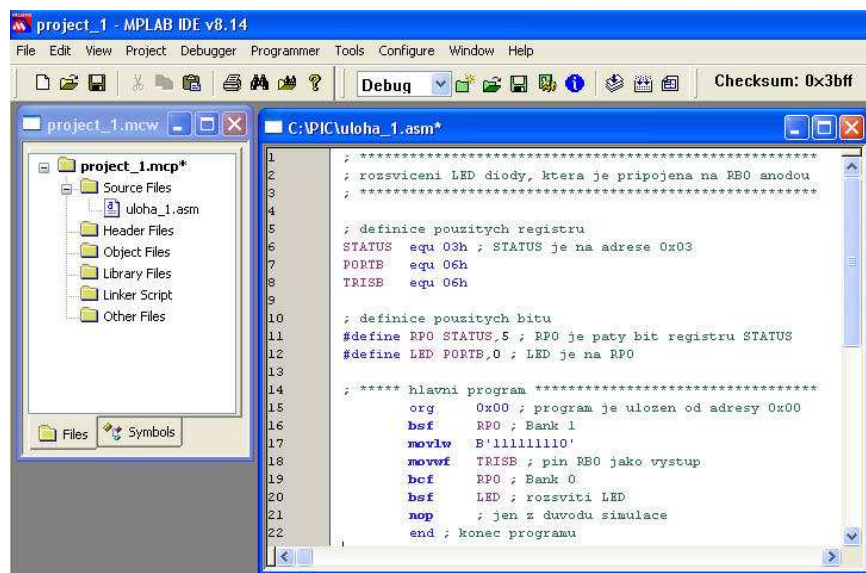 project_1 - MPLAB IDE v8.14
File Edit View Project Debugger Programmer Tools Configure Window Help
Debug
Checksum: 0x3bff
project_1.mcw
project_1.mcp*
Source Files
uloha_1.asm
Header Files
Object Files
Library Files
Linker Script
Other Files
Files
Symbols
C:\PIC\uloha_1.asm*
1 ; *******************************************************
2 ; rozsviceni LED diody, ktera je pripojena na RB0 anodou
3 ; *******************************************************
4
5 ; definice pouzitych registru
6 STATUS equ 03h ; STATUS je na adrese 0x03
7 PORTB equ 06h
8 TRISB equ 06h
9
10 ; definice pouzitych bitu
11 #define RP0 STATUS,5 ; RP0 je paty bit registru STATUS
12 #define LED PORTB,0 ; LED je na RP0
13
14 ; ***** hlavni program **********************************
15 org 0x00 ; program je ulozen od adresy 0x00
16 bsf RP0 ; Bank 1
17 movlw B'111111110'
18 movwf TRISB ; pin RB0 jako vystup
19 bcf RP0 ; Bank 0
20 bsf LED ; rozsviti LED
21 nop ; jen z duvodu simulace
22 end ; konec programu